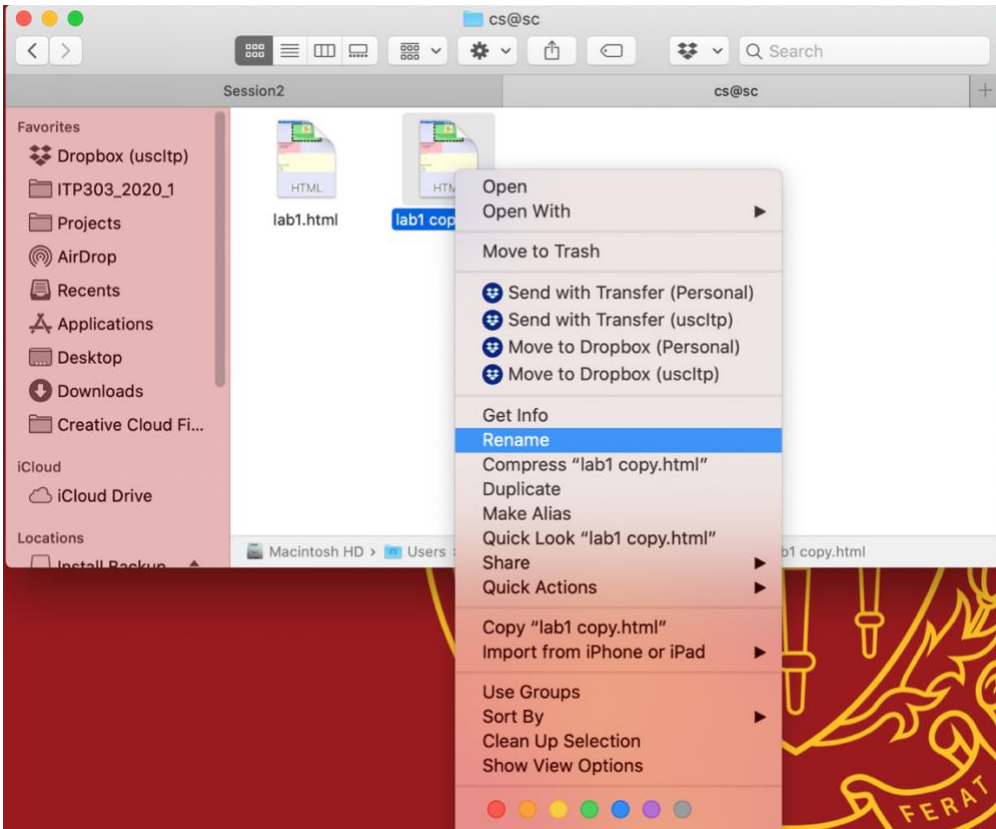 cs@sc
Search
Session2
cs@sc
Favorites
Dropbox (uscltp)
ITP303_2020_1
Projects
AirDrop
Recents
Applications
Desktop
Downloads
Creative Cloud Fi...
iCloud
iCloud Drive
Locations
Install Backup
HTML
lab1.html
HTM
lab1 cop
Open
Open With
Move to Trash
Send with Transfer (Personal)
Send with Transfer (uscltp)
Move to Dropbox (Personal)
Move to Dropbox (uscltp)
Get Info
Rename
Compress “lab1 copy.html”
Duplicate
Make Alias
Quick Look “lab1 copy.html”
Share
Quick Actions
Copy “lab1 copy.html”
Import from iPhone or iPad
Use Groups
Sort By
Clean Up Selection
Show View Options
Macintosh HD › Users
b1 copy.html
FERAT